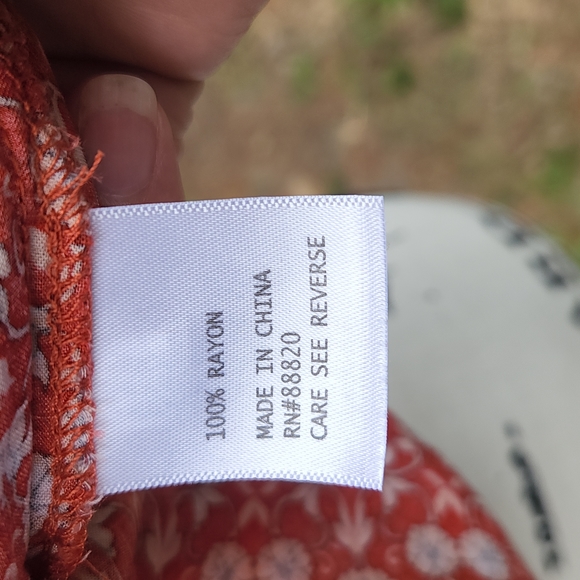 100% RAYON
MADE IN CHINA
RN#88820
CARE SEE REVERSE